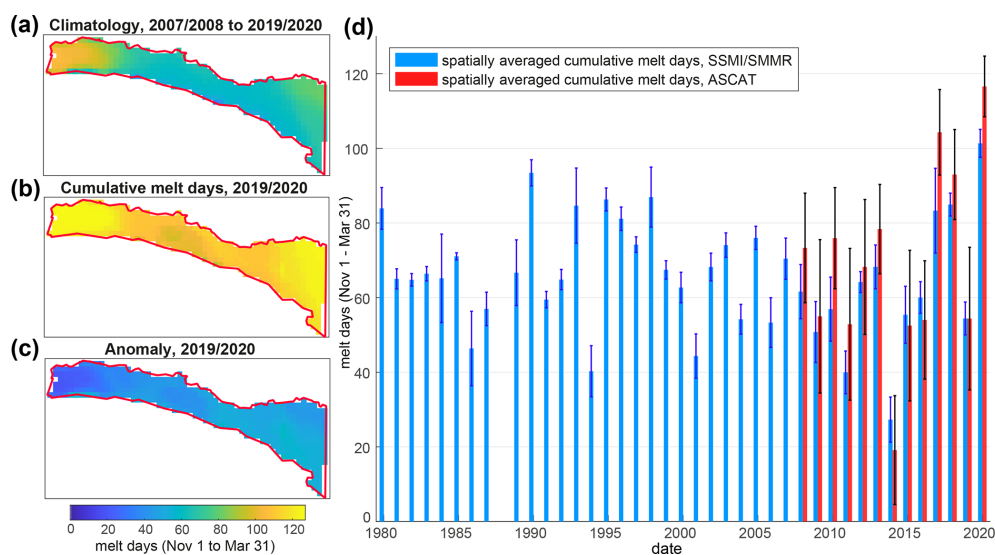 (a)
Climatology, 2007/2008 to 2019/2020
(b)
Cumulative melt days, 2019/2020
(c)
Anomaly, 2019/2020
0 20 40 60 80 100 120
melt days (Nov 1 to Mar 31)
(d)
spatially averaged cumulative melt days, SSMI/SMMR
spatially averaged cumulative melt days, ASCAT
melt days (Nov 1 - Mar 31)
120
100
80
60
40
20
0
1980 1985 1990 1995 2000 2005 2010 2015 2020
date